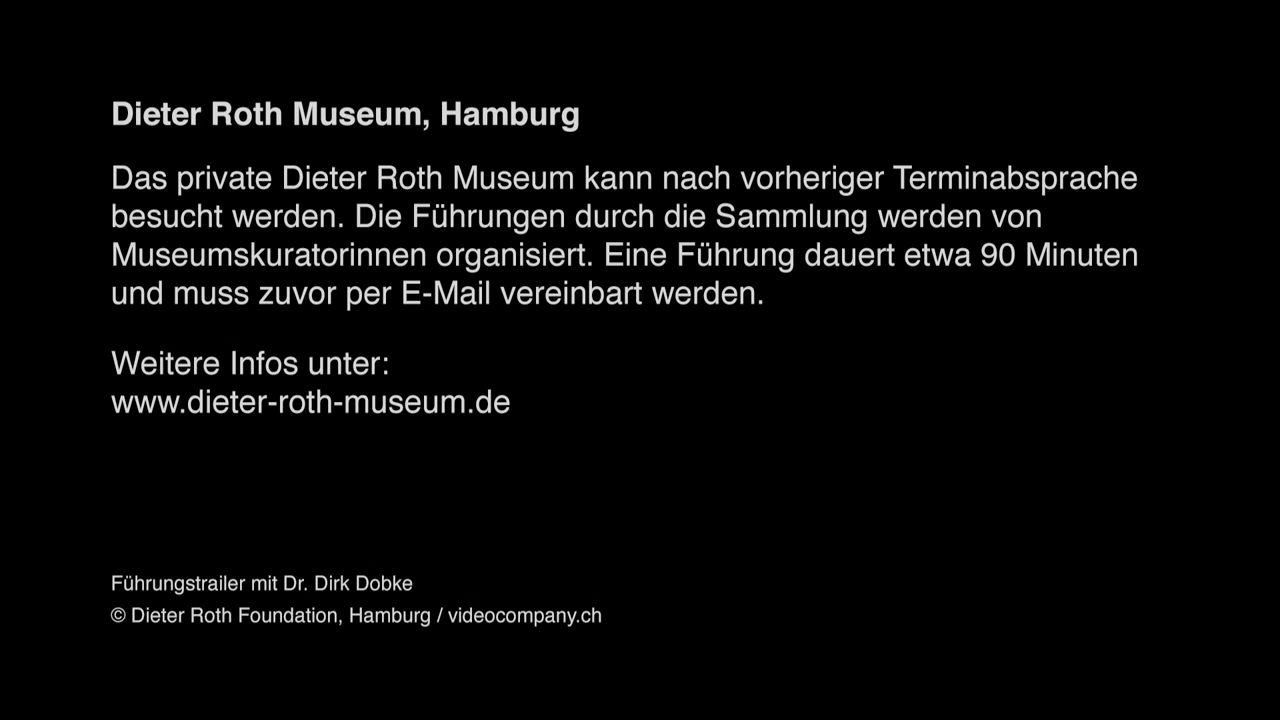 Dieter Roth Museum, Hamburg
Das private Dieter Roth Museum kann nach vorheriger Terminabsprache
besucht werden. Die Führungen durch die Sammlung werden von
Museumskuratorinnen organisiert. Eine Führung dauert etwa 90 Minuten
und muss zuvor per E-Mail vereinbart werden.
Weitere Infos unter:
www.dieter-roth-museum.de
Führungstrailer mit Dr. Dirk Dobke
© Dieter Roth Foundation, Hamburg / videocompany.ch